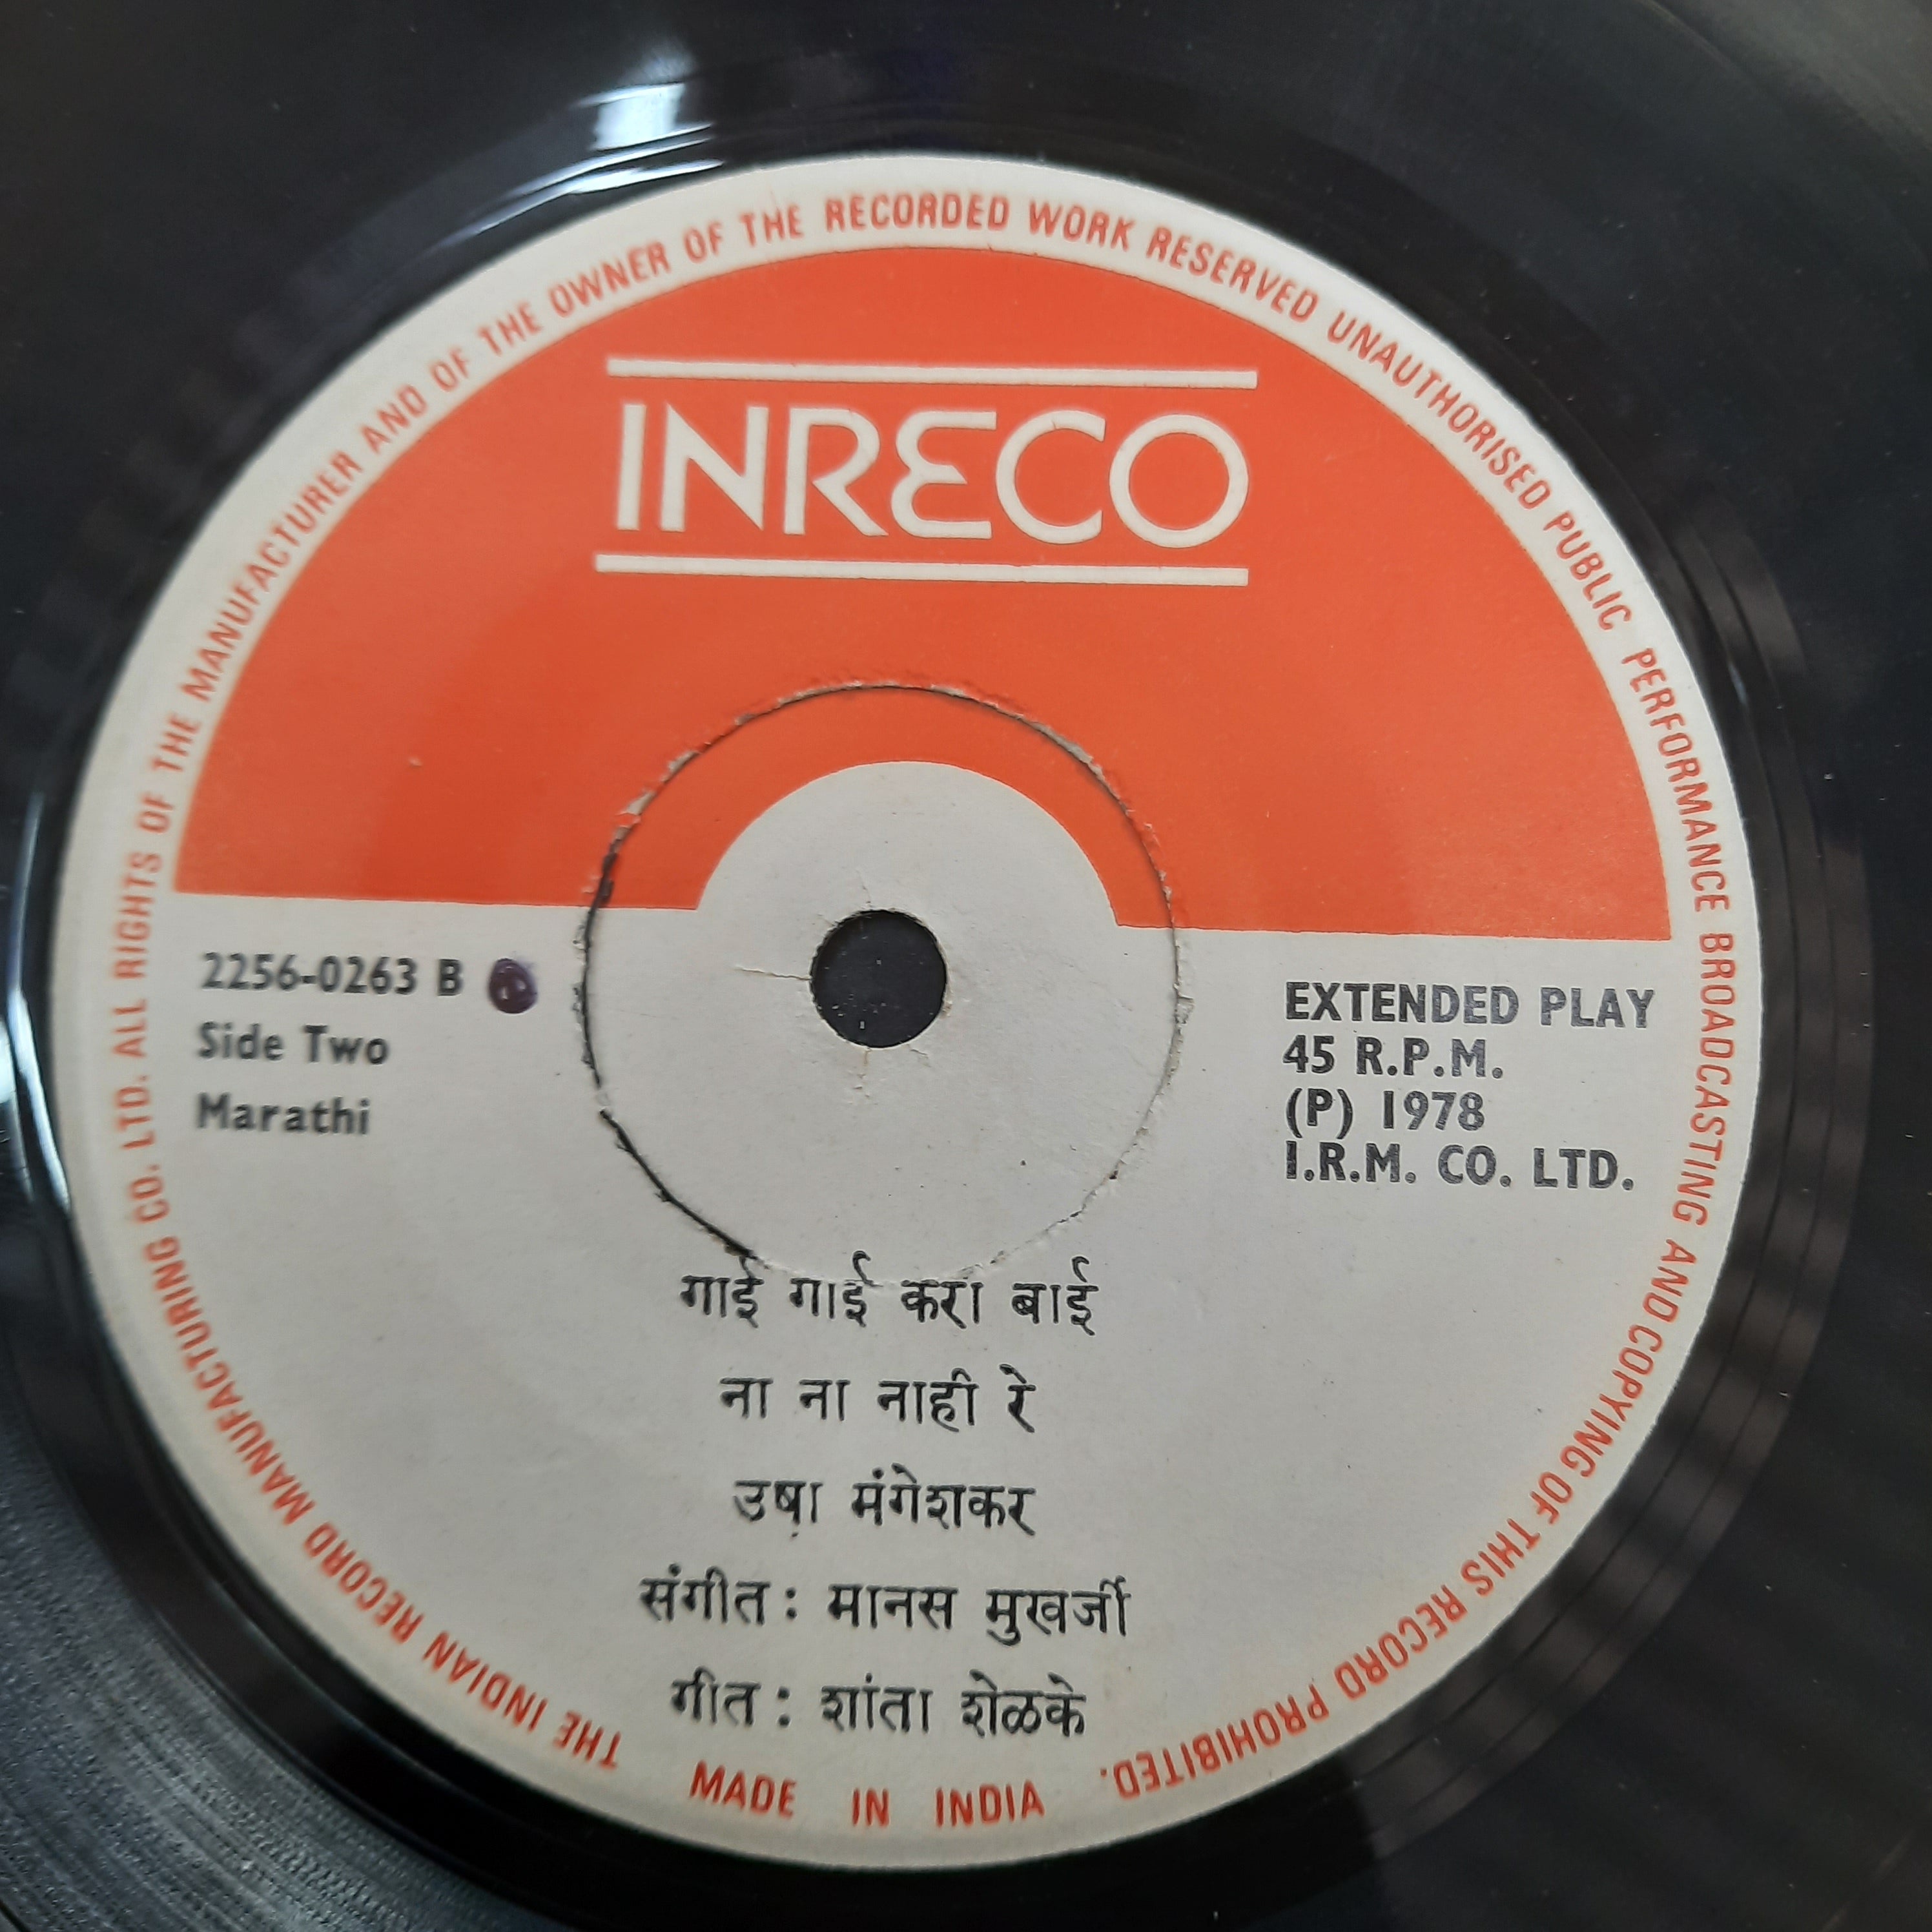 INRECO
2256-0263 B
Side Two
Marathi
EXTENDED PLAY
45 R.P.M.
(P) 1978
I.R.M. CO. LTD.
गाई गाई करा बाई
ना ना नाही रे
उषा मंगेशकर
संगीत : मानस मुखर्जी
गीत : शांता शेळके
THE INDIAN RECORD MANUFACTURING CO. LTD. ALL RIGHTS OF THE MANUFACTURER AND OF THE OWNER OF THE RECORDED WORK RESERVED UNAUTHORISED PUBLIC PERFORMANCE BROADCASTING AND COPYING OF THIS RECORD PROHIBITED.
MADE IN INDIA